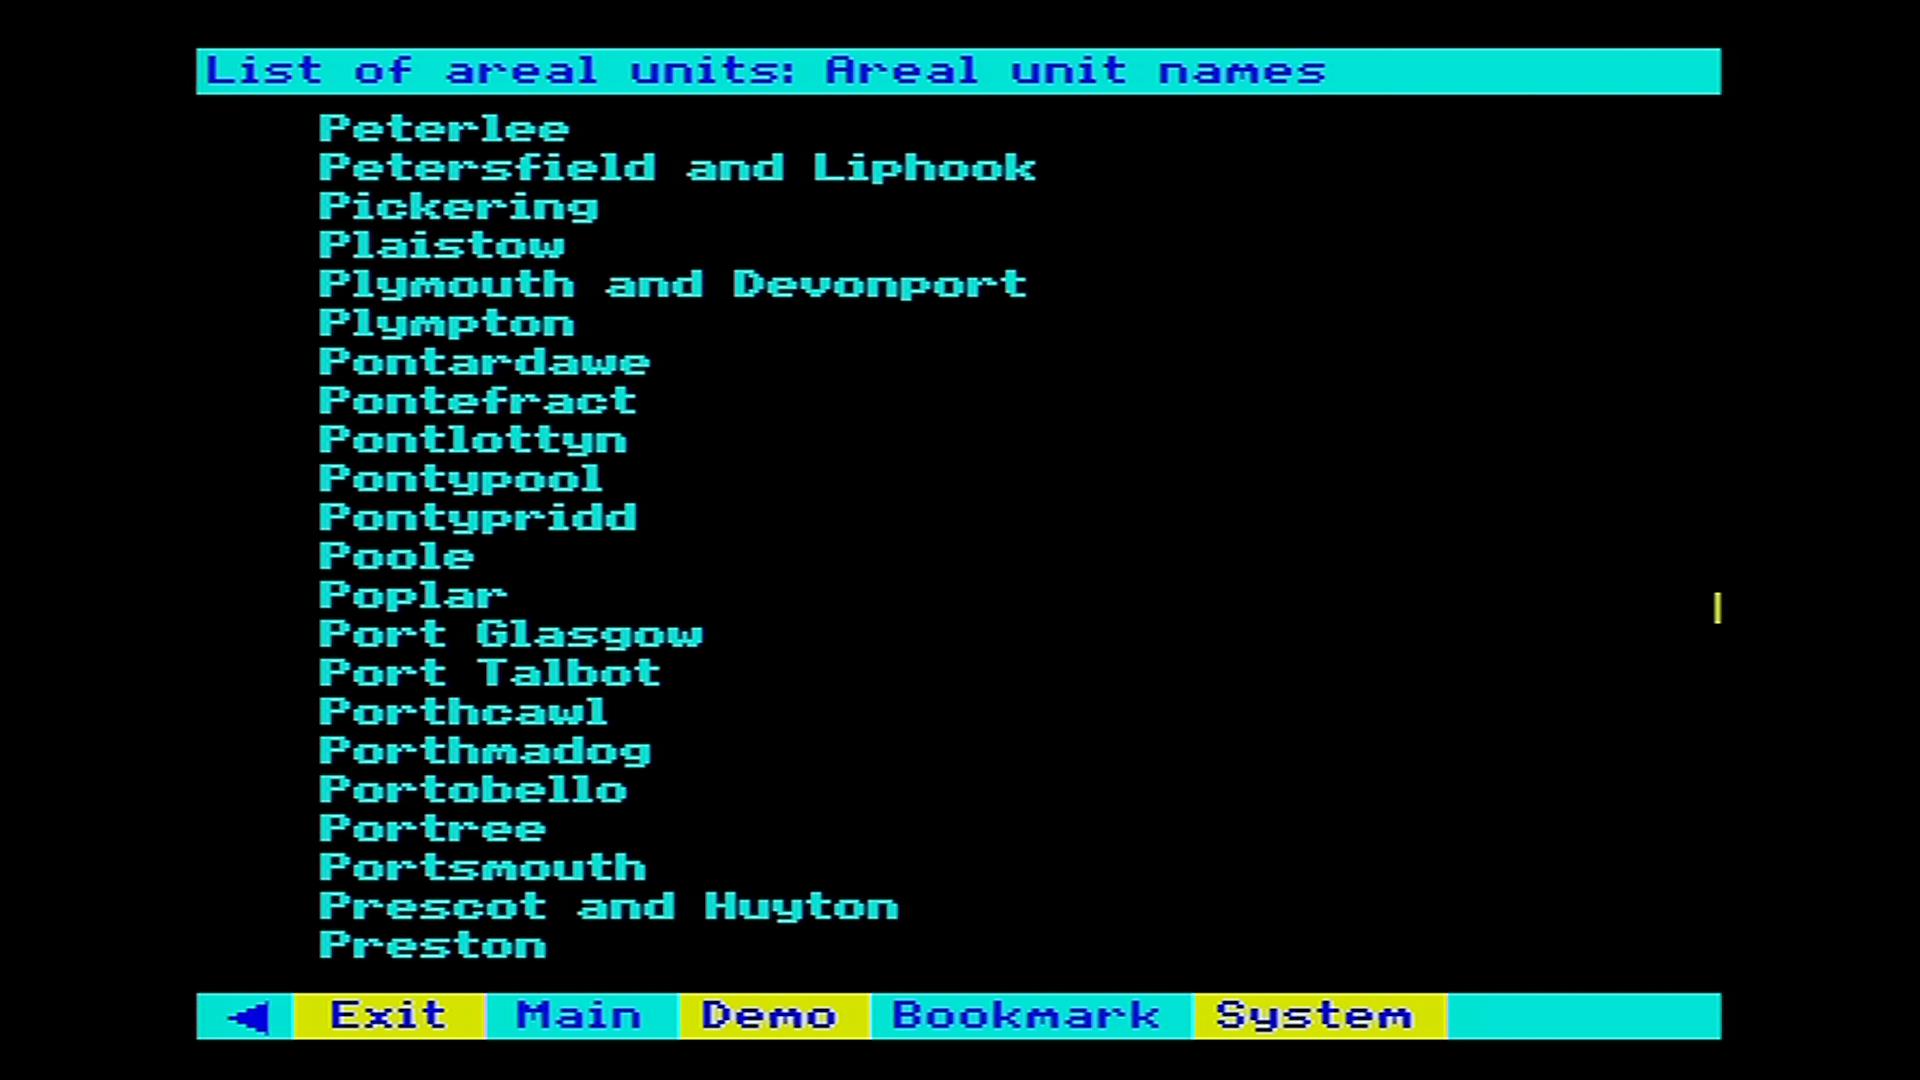 List of areal units: Areal unit names
Peterlee
Petersfield and Liphook
Pickering
Plaistow
Plymouth and Devonport
Plympton
Pontardawe
Pontefract
Pontlottyn
Pontypool
Pontypridd
Poole
Poplar
Port Glasgow
Port Talbot
Porthcawl
Porthmadog
Portobello
Portree
Portsmouth
Prescot and Huyton
Preston
Exit Main Demo Bookmark System